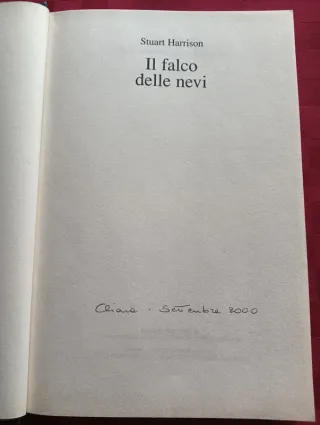 Stuart Harrison
Il falco
delle nevi
Chiara - Settembre 2000